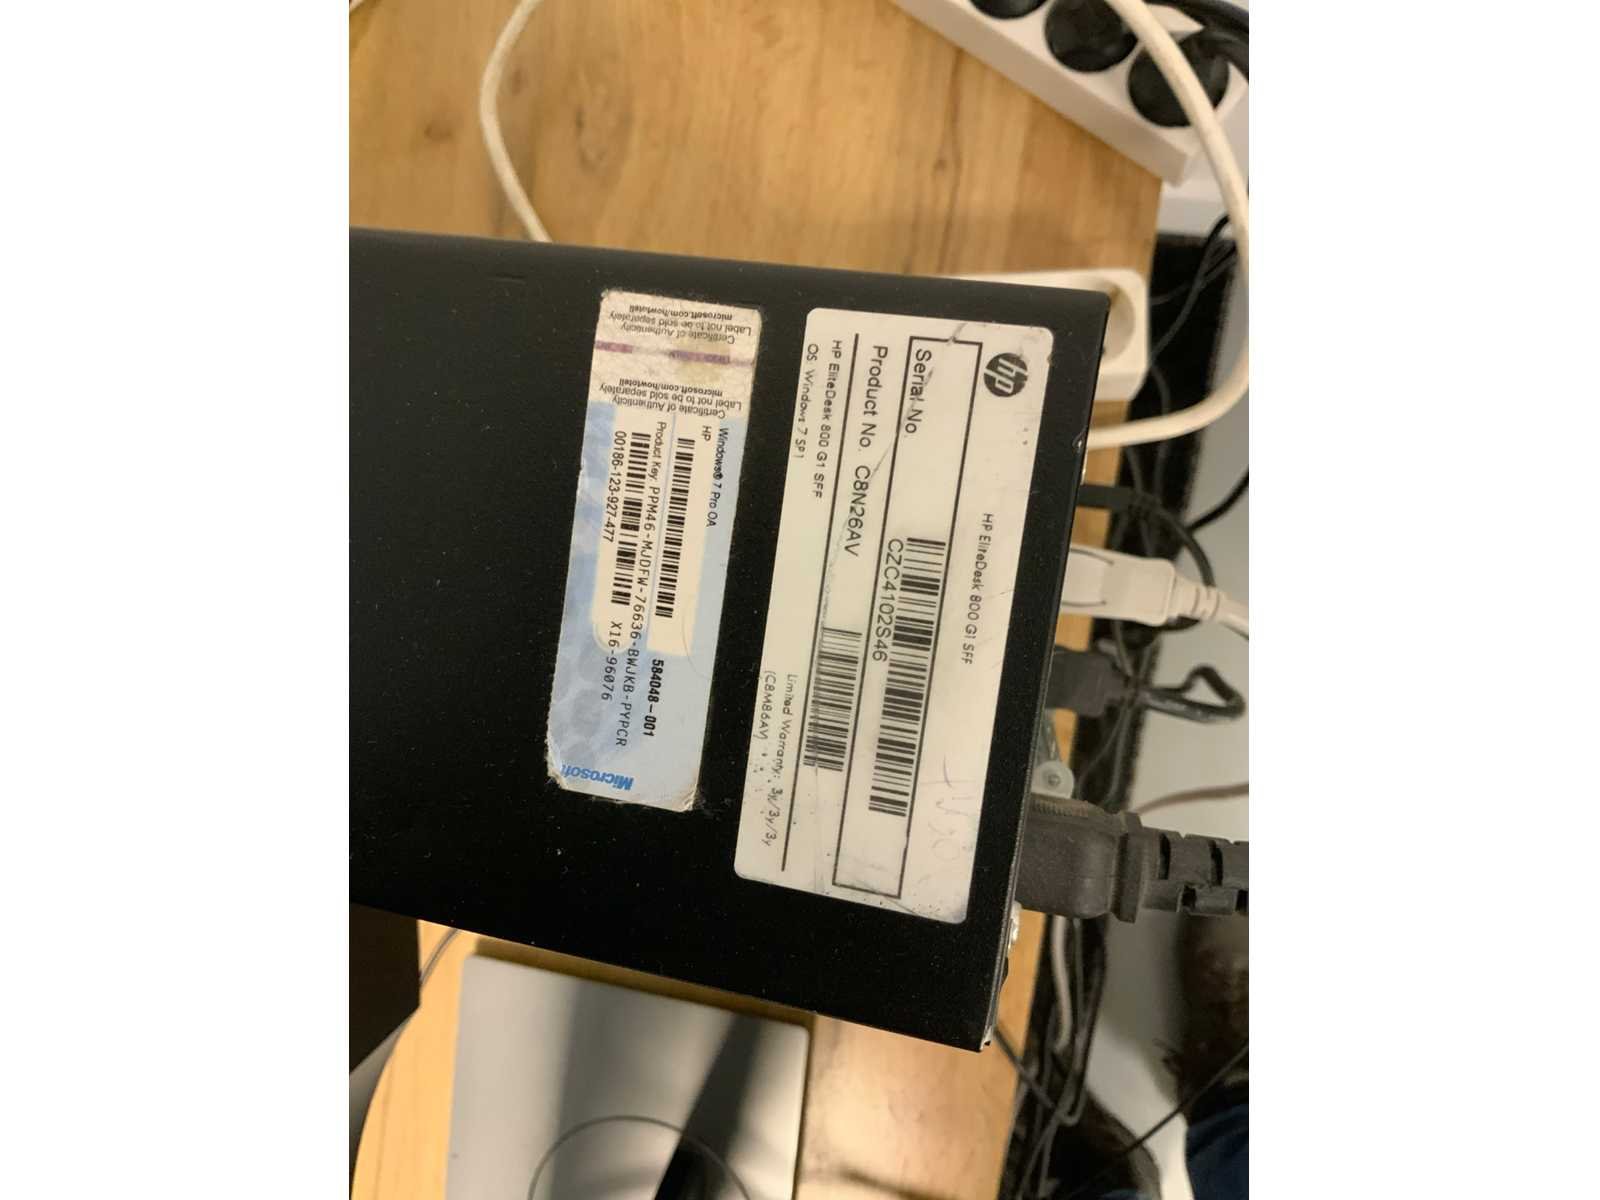 hp
HP EliteDesk 800 G1 SFF
Serial No.
CZC4102S46
Product No. C8N26AV
HP EliteDesk 800 G1 SFF
OS: Windows 7 SP1
Limited Warranty: 3y/3y/3y
(C8M86AV)
microsoft.com/howtotell
Label not to be sold separately
Certificate of Authenticity
microsoft.com/howtotell
Label not to be sold separately
Certificate of Authenticity
Windows® 7 Pro OA
HP
584048-001
Product Key: PPM46-MJDFW-76636-BWJKB-PYPCR
00186-123-927-477
X16-96076
Microsoft